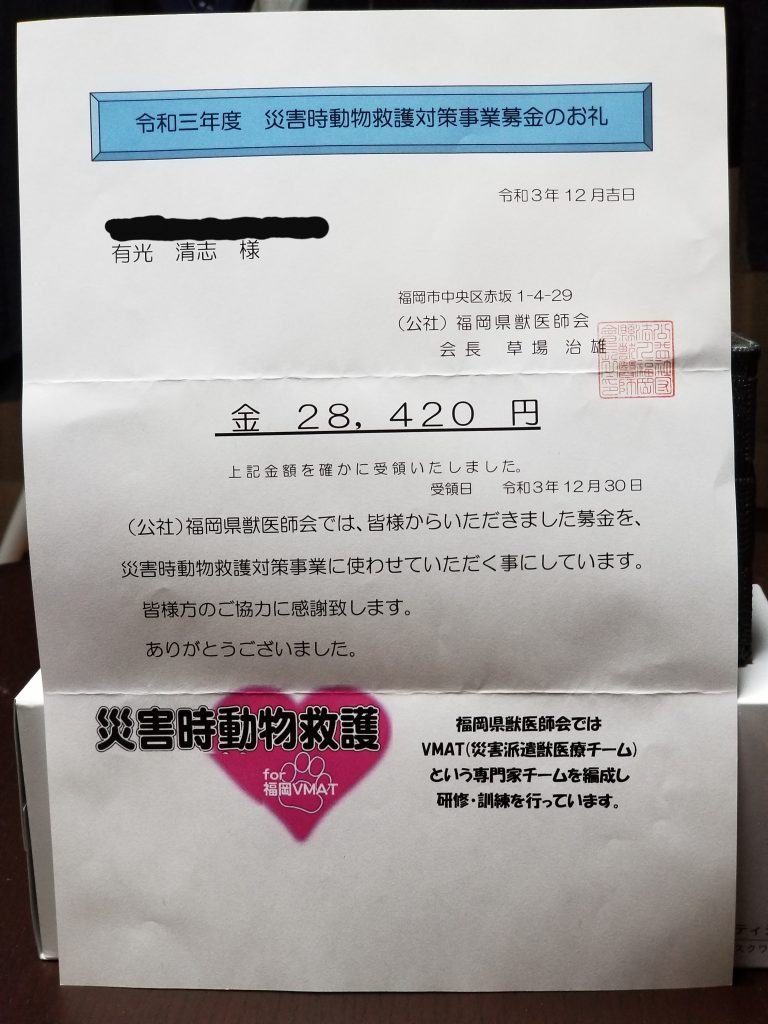 令和三年度 災害時動物救護対策事業募金のお礼
令和3年12月吉日
有光 清志 様
福岡市中央区赤坂1-4-29
(公社)福岡県獣医師会
会長 草場 治雄
金 28,420 円
上記金額を確かに受領いたしました。
受領日 令和3年12月30日
(公社)福岡県獣医師会では、皆様からいただきました募金を、
災害時動物救護対策事業に使わせていただく事にしています。
皆様方のご協力に感謝致します。
ありがとうございました。
災害時動物救護
for
福岡VMAT
福岡県獣医師会では
VMAT(災害派遣獣医療チーム)
という専門家チームを編成し
研修・訓練を行っています。